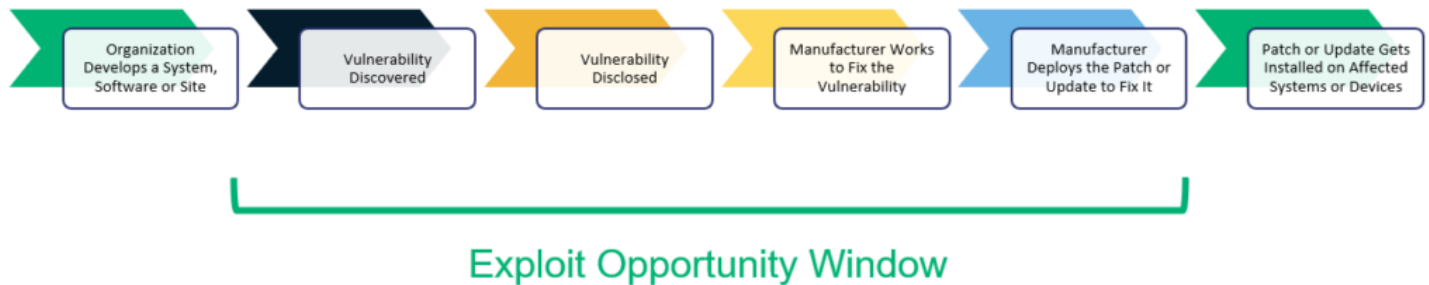 Organization
Develops a System,
Software or Site
Vulnerability
Discovered
Vulnerability
Disclosed
Manufacturer Works
to Fix the
Vulnerability
Manufacturer
Deploys the Patch or
Update to Fix It
Patch or Update Gets
Installed on Affected
Systems or Devices
Exploit Opportunity Window